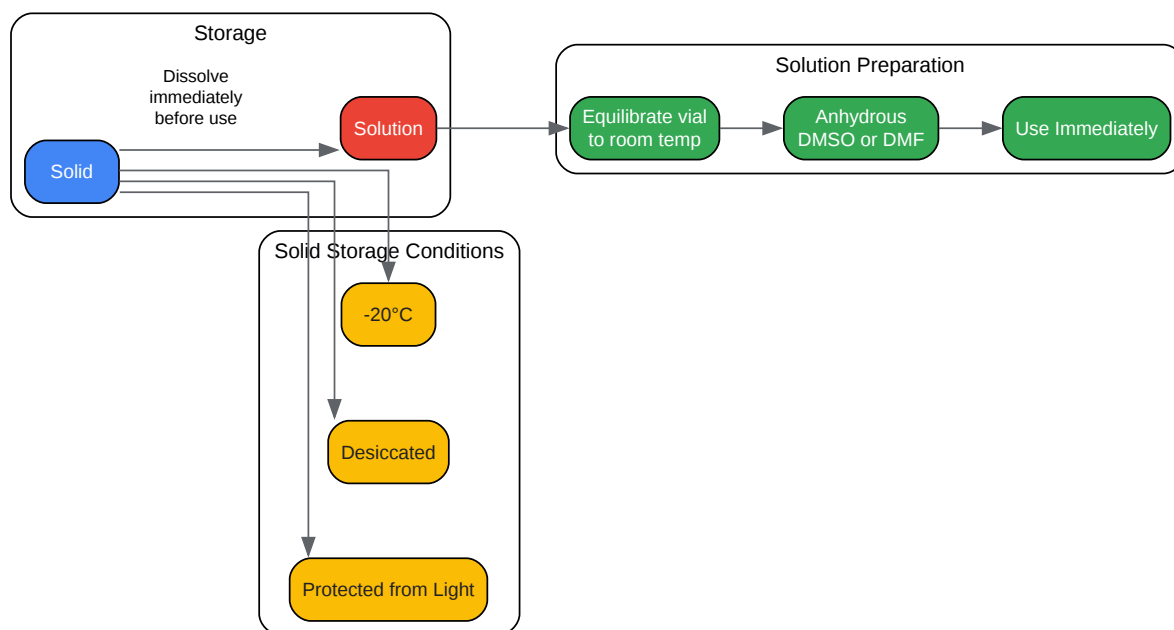 Storage
Dissolve
immediately
before use
Solution
Solid
Solution Preparation
Equilibrate vial
to room temp
Anhydrous
DMSO or DMF
Use Immediately
Solid Storage Conditions
-20°C
Desiccated
Protected from Light